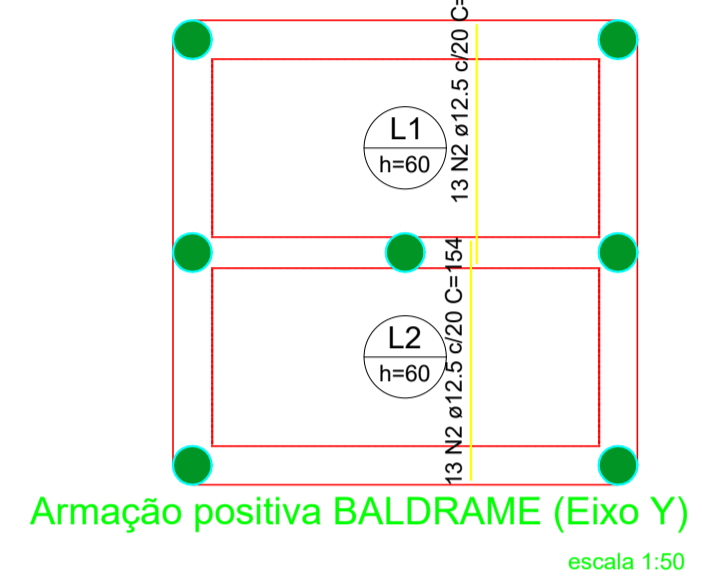 13 N2 ø12.5 c/20 C=
L1
h=60
13 N2 ø12.5 c/20 C=154
L2
h=60
Armação positiva BALDRAME (Eixo Y)
escala 1:50